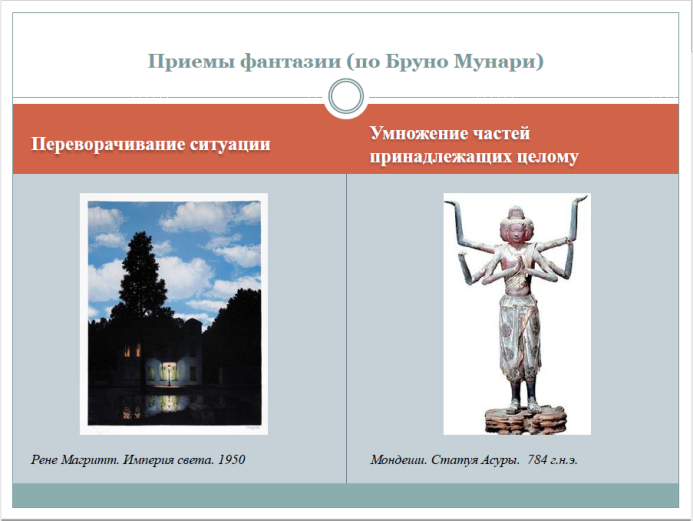 Приемы фантазии (по Бруно Мунари)
Переворачивание ситуации
Умножение частей
принадлежащих целому
Рене Магритт. Империя света. 1950
Мондеши. Статуя Асуры.  784 г.н.э.